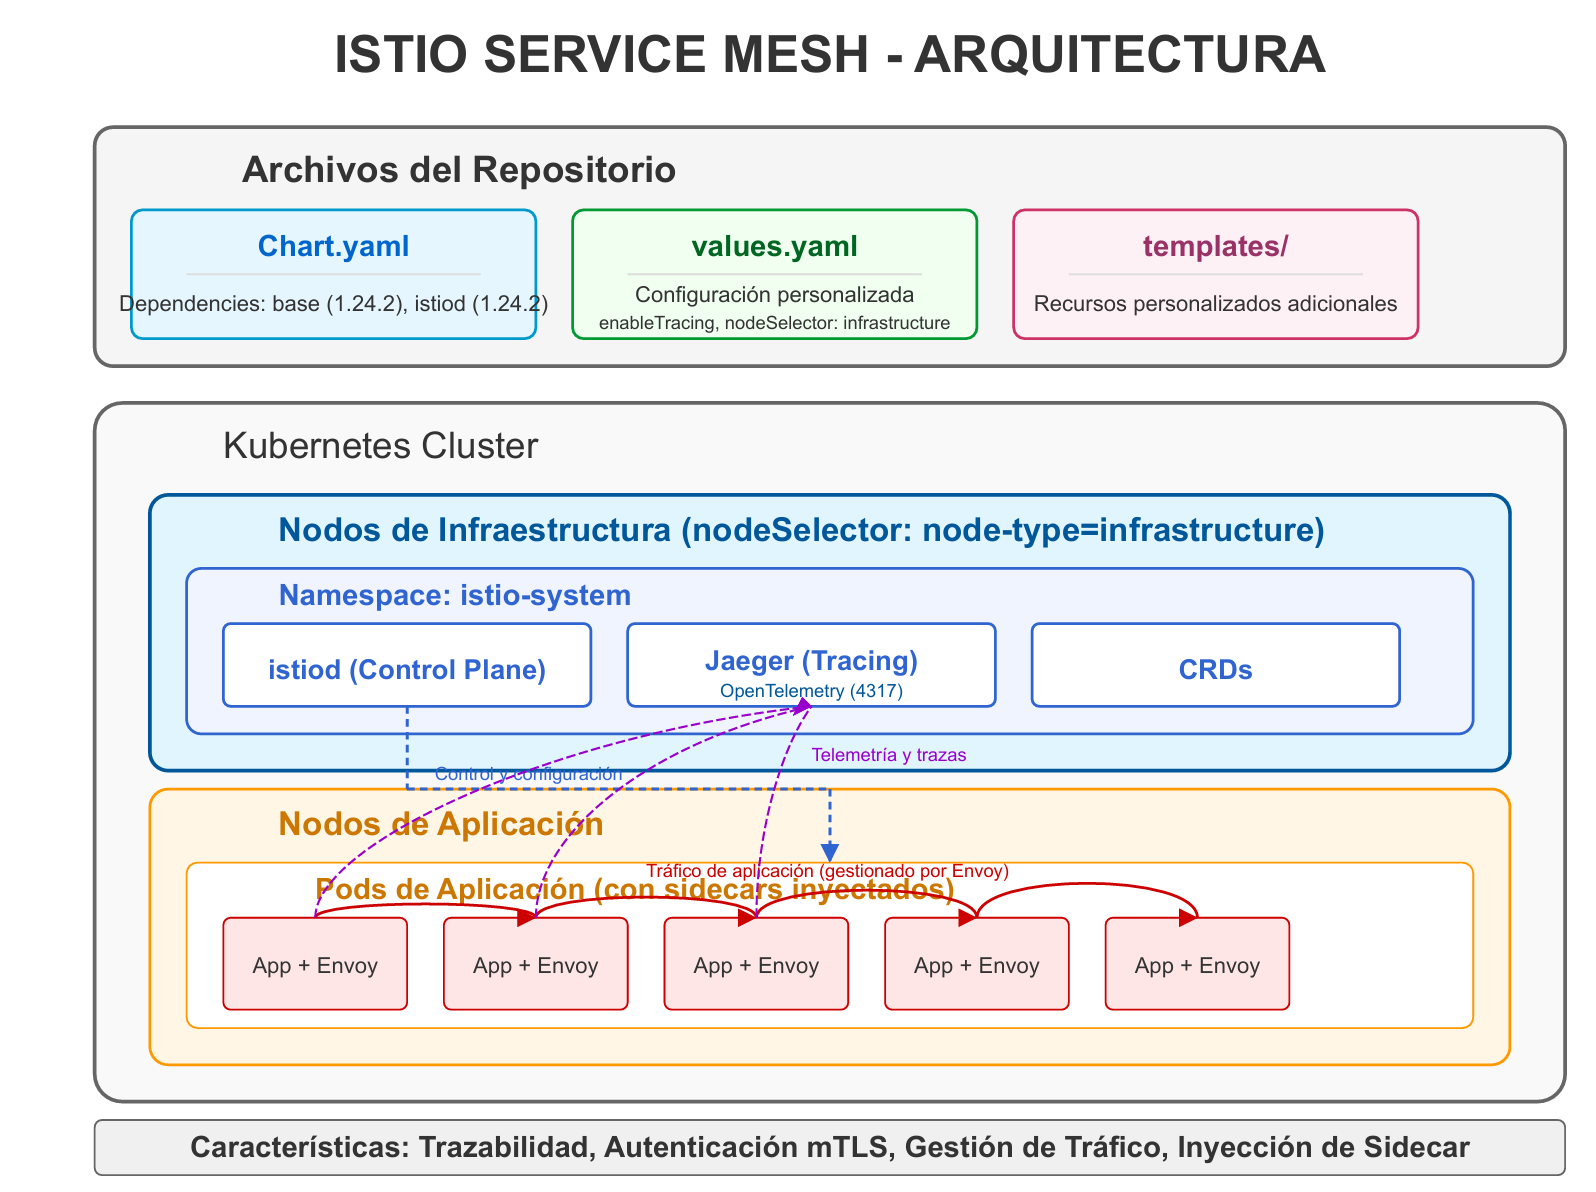 ISTIO SERVICE MESH - ARQUITECTURA
Archivos del Repositorio
Chart.yaml
Dependencies: base (1.24.2), istiod (1.24.2)
values.yaml
Configuración personalizada
enableTracing, nodeSelector: infrastructure
templates/
Recursos personalizados adicionales
Kubernetes Cluster
Nodos de Infraestructura (nodeSelector: node-type=infrastructure)
Namespace: istio-system
istiod (Control Plane)
Jaeger (Tracing)
OpenTelemetry (4317)
CRDs
Telemetría y trazas
Control y configuración
Nodos de Aplicación
Tráfico de aplicación (gestionado por Envoy)
Pods de Aplicación (con sidecars inyectados)
App + Envoy
App + Envoy
App + Envoy
App + Envoy
App + Envoy
Características: Trazabilidad, Autenticación mTLS, Gestión de Tráfico, Inyección de Sidecar